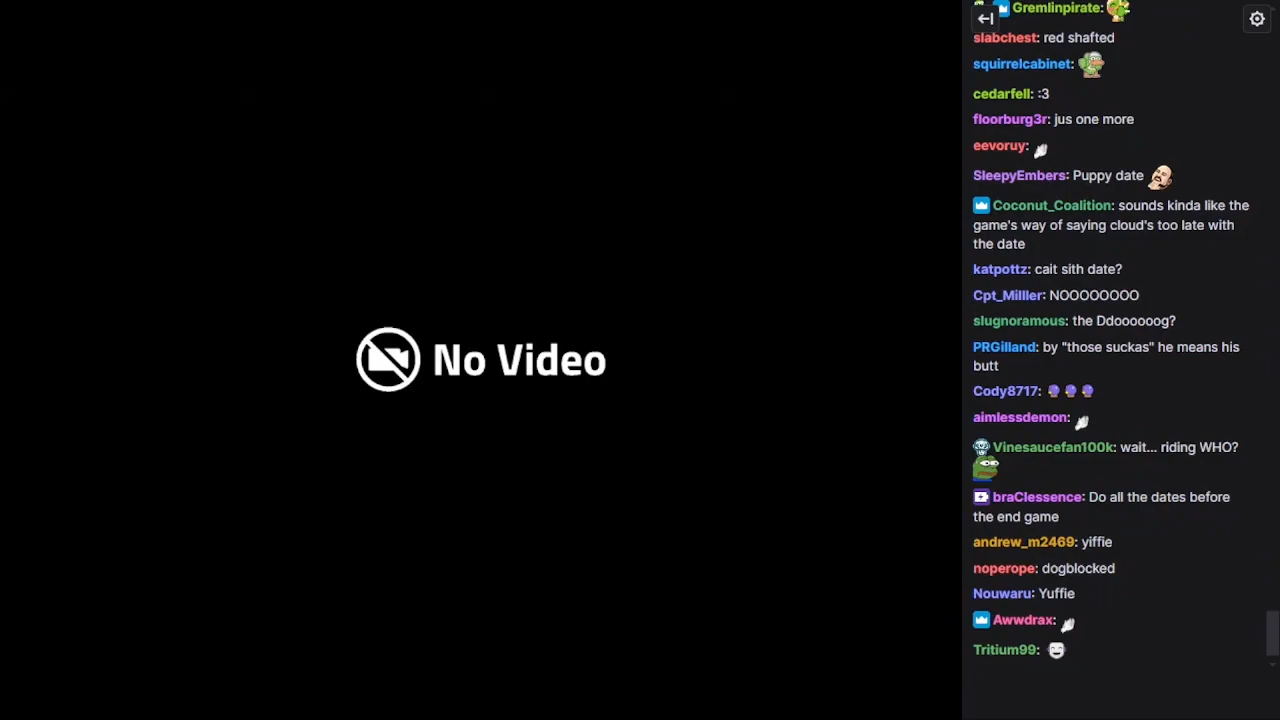 No Video
Gremlinpirate:
slabchest: red shafted
squirrelcabinet:
cedarfell: :3
floorburg3r: jus one more
eevoruy:
SleepyEmbers: Puppy date
Coconut_Coalition: sounds kinda like the
game's way of saying cloud's too late with
the date
katpottz: cait sith date?
Cpt_Milller: NOOOOOOOO
slugnoramous: the Ddoooooog?
PRGilland: by "those suckas" he means his
butt
Cody8717:
aimlessdemon:
Vinesaucefan100k: wait... riding WHO?
braClessence: Do all the dates before
the end game
andrew_m2469: yiffie
noperope: dogblocked
Nouwaru: Yuffie
Awwdrax:
Tritium99: